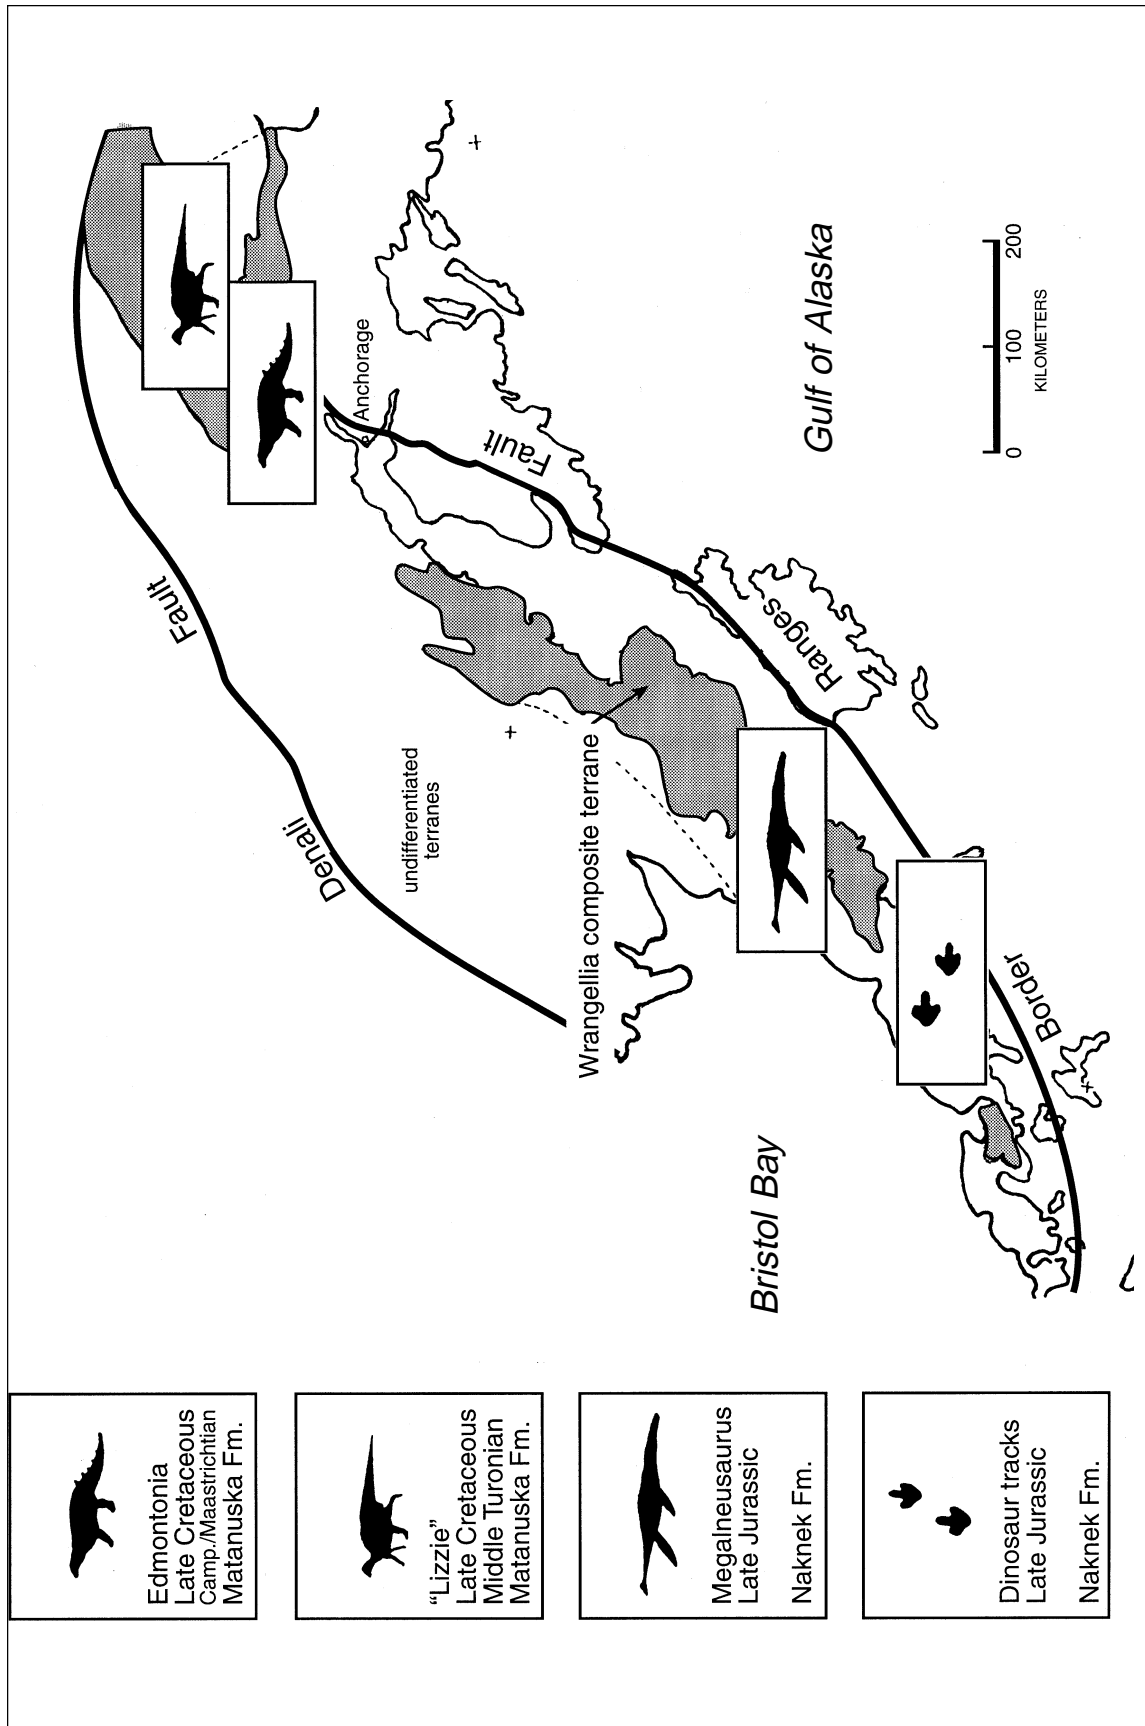 Denali
Fault
undifferentiated
terranes
Wrangellia composite terrane
Anchorage
Border
Ranges
Fault
Bristol Bay
Gulf of Alaska
0
100
200
KILOMETERS
Edmontonia
Late Cretaceous
Camp./Maastrichtian
Matanuska Fm.
“Lizzie”
Late Cretaceous
Middle Turonian
Matanuska Fm.
Megalneusaurus
Late Jurassic
Naknek Fm.
Dinosaur tracks
Late Jurassic
Naknek Fm.